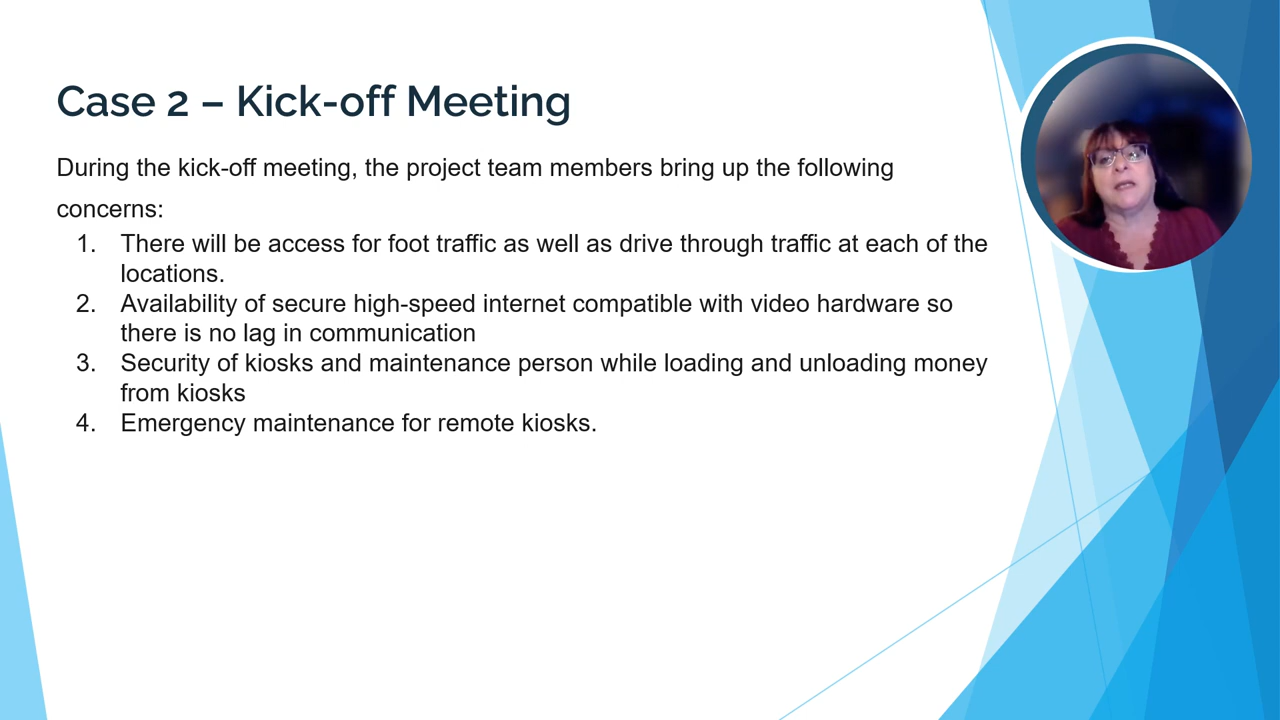 Case 2 – Kick-off Meeting
During the kick-off meeting, the project team members bring up the following
concerns:
1. There will be access for foot traffic as well as drive through traffic at each of the
locations.
2. Availability of secure high-speed internet compatible with video hardware so
there is no lag in communication
3. Security of kiosks and maintenance person while loading and unloading money
from kiosks
4. Emergency maintenance for remote kiosks.